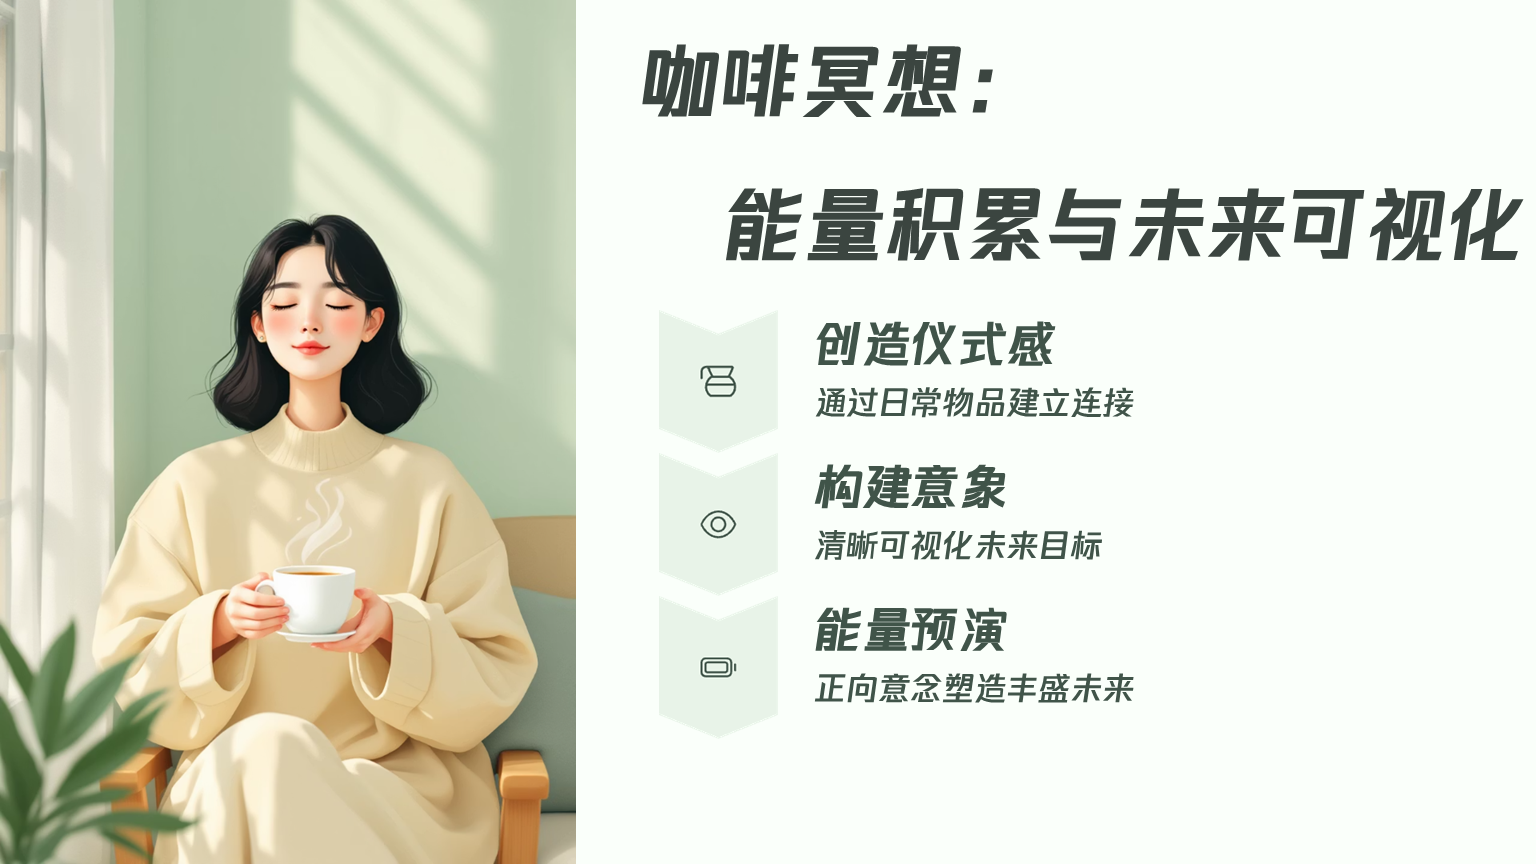 咖啡冥想：
能量积累与未来可视化
创造仪式感
通过日常物品建立连接
构建意象
清晰可视化未来目标
能量预演
正向意念塑造丰盛未来